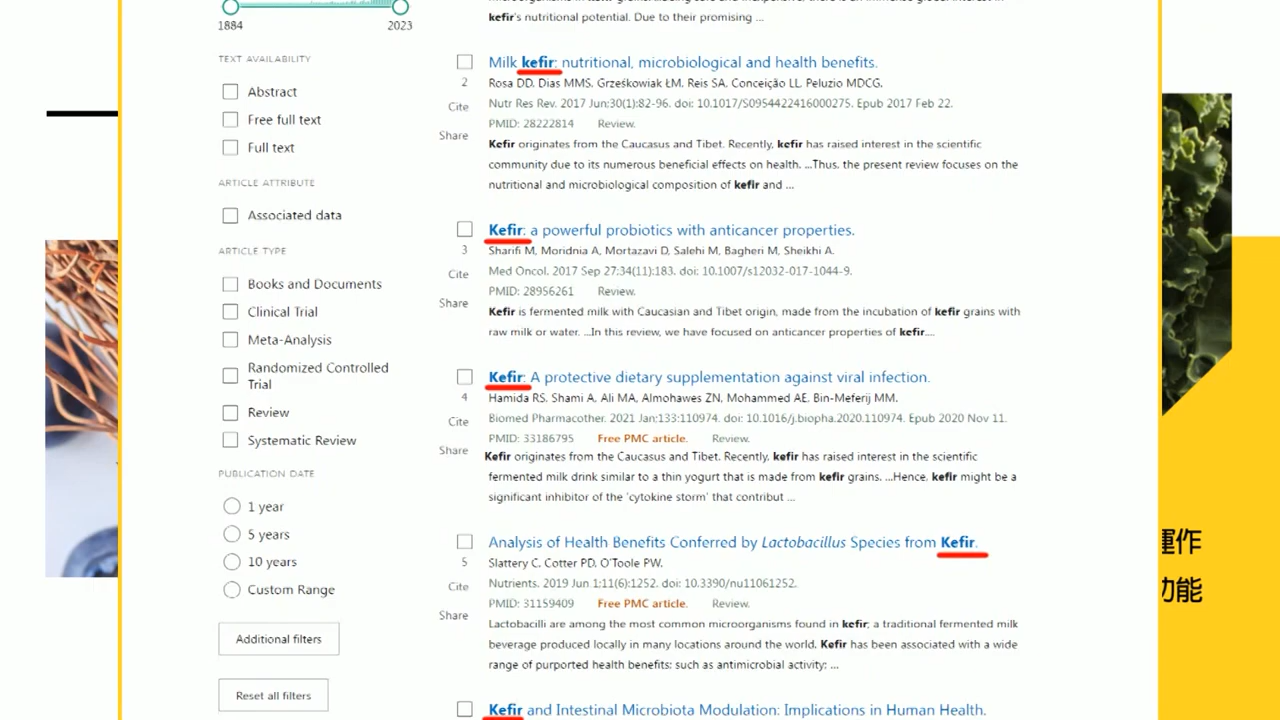 kefir's nutritional potential. Due to their promising ...
1884
2023
TEXT AVAILABILITY
Abstract
Free full text
Full text
ARTICLE ATTRIBUTE
Associated data
ARTICLE TYPE
Books and Documents
Clinical Trial
Meta-Analysis
Randomized Controlled
Trial
Review
Systematic Review
PUBLICATION DATE
1 year
5 years
10 years
Custom Range
Additional filters
Reset all filters
Milk kefir: nutritional, microbiological and health benefits.
2
Rosa DD, Dias MMS, Grześkowiak ŁM, Reis SA, Conceição LL, Peluzio MDCG.
Cite
Nutr Res Rev. 2017 Jun;30(1):82-96. doi: 10.1017/S0954422416000275. Epub 2017 Feb 22.
Share
PMID: 28222814 Review.
Kefir originates from the Caucasus and Tibet. Recently, kefir has raised interest in the scientific
community due to its numerous beneficial effects on health. ...Thus, the present review focuses on the
nutritional and microbiological composition of kefir and ...
Kefir: a powerful probiotics with anticancer properties.
3
Sharifi M, Moridnia A, Mortazavi D, Salehi M, Bagheri M, Sheikhi A.
Cite
Med Oncol. 2017 Sep 27;34(11):183. doi: 10.1007/s12032-017-1044-9.
Share
PMID: 28956261 Review.
Kefir is fermented milk with Caucasian and Tibet origin, made from the incubation of kefir grains with
raw milk or water. ...In this review, we have focused on anticancer properties of kefir....
Kefir: A protective dietary supplementation against viral infection.
4
Hamida RS, Shami A, Ali MA, Almohawes ZN, Mohammed AE, Bin-Meferij MM.
Cite
Biomed Pharmacother. 2021 Jan;133:110974. doi: 10.1016/j.biopha.2020.110974. Epub 2020 Nov 11.
Share
PMID: 33186795 Free PMC article. Review.
Kefir originates from the Caucasus and Tibet. Recently, kefir has raised interest in the scientific
fermented milk drink similar to a thin yogurt that is made from kefir grains. ...Hence, kefir might be a
significant inhibitor of the 'cytokine storm' that contribut ...
Analysis of Health Benefits Conferred by Lactobacillus Species from Kefir.
5
Slattery C, Cotter PD, O'Toole PW.
Cite
Nutrients. 2019 Jun 1;11(6):1252. doi: 10.3390/nu11061252.
Share
PMID: 31159409 Free PMC article. Review.
Lactobacilli are among the most common microorganisms found in kefir; a traditional fermented milk
beverage produced locally in many locations around the world. Kefir has been associated with a wide
range of purported health benefits; such as antimicrobial activity; ...
Kefir and Intestinal Microbiota Modulation: Implications in Human Health.
運作
功能